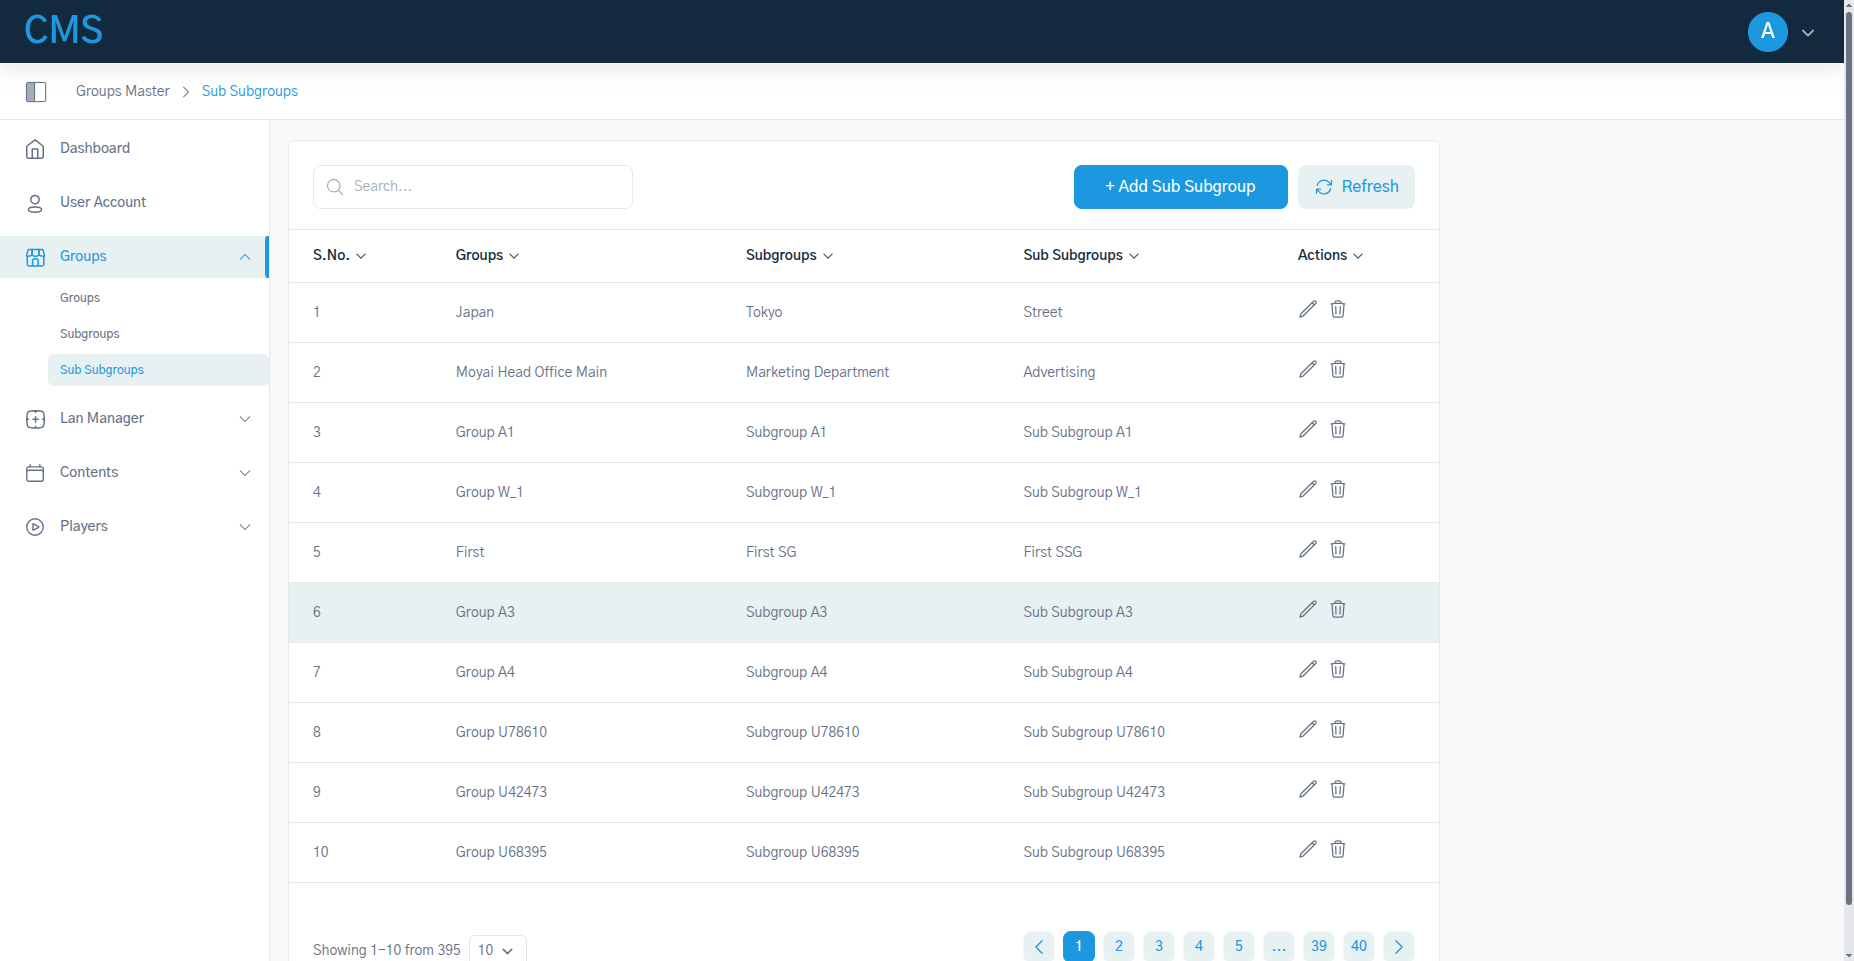 CMS
A
Groups Master > Sub Subgroups
Dashboard
User Account
Groups
Groups
Subgroups
Sub Subgroups
Lan Manager
Contents
Players
Search...
+ Add Sub Subgroup
Refresh
S.No. Groups Subgroups Sub Subgroups Actions
1 Japan Tokyo Street
2 Moyai Head Office Main Marketing Department Advertising
3 Group A1 Subgroup A1 Sub Subgroup A1
4 Group W_1 Subgroup W_1 Sub Subgroup W_1
5 First First SG First SSG
6 Group A3 Subgroup A3 Sub Subgroup A3
7 Group A4 Subgroup A4 Sub Subgroup A4
8 Group U78610 Subgroup U78610 Sub Subgroup U78610
9 Group U42473 Subgroup U42473 Sub Subgroup U42473
10 Group U68395 Subgroup U68395 Sub Subgroup U68395
Showing 1-10 from 395 10
1 2 3 4 5 ... 39 40